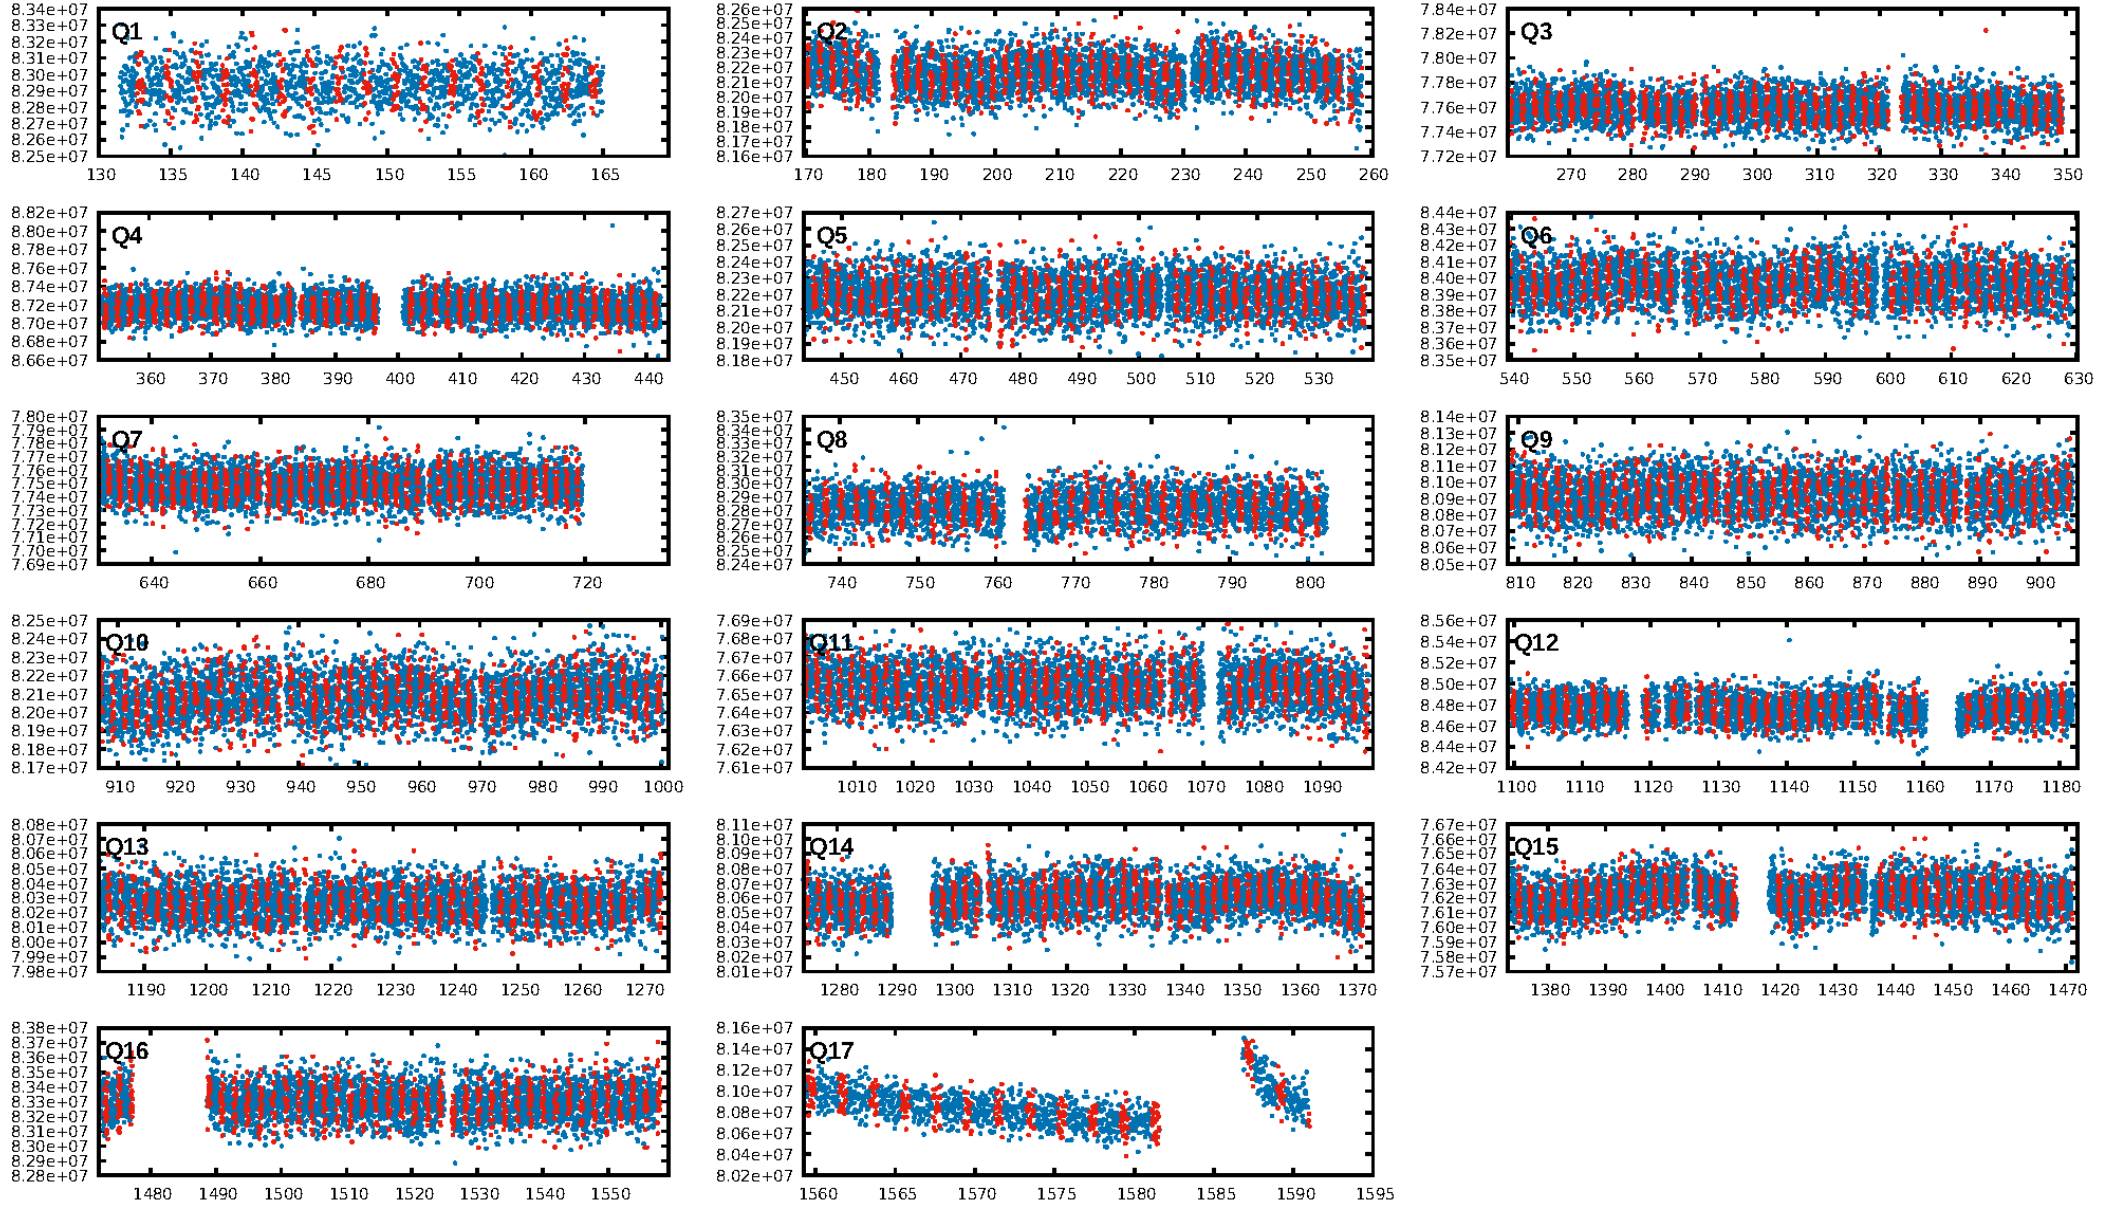 8.34e+07
8.33e+07
8.32e+07
8.31e+07
8.30e+07
8.29e+07
8.28e+07
8.27e+07
8.26e+07
8.25e+07
Q1
130 135 140 145 150 155 160 165
8.26e+07
8.25e+07
8.24e+07
8.23e+07
8.22e+07
8.21e+07
8.20e+07
8.19e+07
8.18e+07
8.17e+07
8.16e+07
Q2
170 180 190 200 210 220 230 240 250 260
7.84e+07
7.82e+07
7.80e+07
7.78e+07
7.76e+07
7.74e+07
7.72e+07
Q3
270 280 290 300 310 320 330 340 350
8.82e+07
8.80e+07
8.78e+07
8.76e+07
8.74e+07
8.72e+07
8.70e+07
8.68e+07
8.66e+07
Q4
360 370 380 390 400 410 420 430 440
8.27e+07
8.26e+07
8.25e+07
8.24e+07
8.23e+07
8.22e+07
8.21e+07
8.20e+07
8.19e+07
8.18e+07
Q5
450 460 470 480 490 500 510 520 530
8.44e+07
8.43e+07
8.42e+07
8.41e+07
8.40e+07
8.39e+07
8.38e+07
8.37e+07
8.36e+07
8.35e+07
Q6
540 550 560 570 580 590 600 610 620 630
7.80e+07
7.79e+07
7.78e+07
7.77e+07
7.76e+07
7.75e+07
7.74e+07
7.73e+07
7.72e+07
7.71e+07
7.70e+07
7.69e+07
Q7
640 660 680 700 720
8.35e+07
8.34e+07
8.33e+07
8.32e+07
8.31e+07
8.30e+07
8.29e+07
8.28e+07
8.27e+07
8.26e+07
8.25e+07
8.24e+07
Q8
740 750 760 770 780 790 800
8.14e+07
8.13e+07
8.12e+07
8.11e+07
8.10e+07
8.09e+07
8.08e+07
8.07e+07
8.06e+07
8.05e+07
Q9
810 820 830 840 850 860 870 880 890 900
8.25e+07
8.24e+07
8.23e+07
8.22e+07
8.21e+07
8.20e+07
8.19e+07
8.18e+07
8.17e+07
Q10
910 920 930 940 950 960 970 980 990 1000
7.69e+07
7.68e+07
7.67e+07
7.66e+07
7.65e+07
7.64e+07
7.63e+07
7.62e+07
7.61e+07
Q11
1010 1020 1030 1040 1050 1060 1070 1080 1090
8.56e+07
8.54e+07
8.52e+07
8.50e+07
8.48e+07
8.47e+07
8.44e+07
8.42e+07
Q12
1100 1110 1120 1130 1140 1150 1160 1170 1180
8.08e+07
8.07e+07
8.06e+07
8.05e+07
8.04e+07
8.03e+07
8.02e+07
8.01e+07
8.00e+07
7.99e+07
7.98e+07
Q13
1190 1200 1210 1220 1230 1240 1250 1260 1270
8.11e+07
8.10e+07
8.09e+07
8.08e+07
8.07e+07
8.06e+07
8.05e+07
8.04e+07
8.03e+07
8.02e+07
8.01e+07
Q14
1280 1290 1300 1310 1320 1330 1340 1350 1360 1370
7.67e+07
7.66e+07
7.65e+07
7.64e+07
7.63e+07
7.62e+07
7.61e+07
7.60e+07
7.59e+07
7.58e+07
7.57e+07
Q15
1380 1390 1400 1410 1420 1430 1440 1450 1460 1470
8.38e+07
8.37e+07
8.36e+07
8.35e+07
8.34e+07
8.33e+07
8.32e+07
8.31e+07
8.30e+07
8.29e+07
8.28e+07
Q16
1480 1490 1500 1510 1520 1530 1540 1550
8.16e+07
8.14e+07
8.12e+07
8.10e+07
8.08e+07
8.06e+07
8.04e+07
8.02e+07
Q17
1560 1565 1570 1575 1580 1585 1590 1595